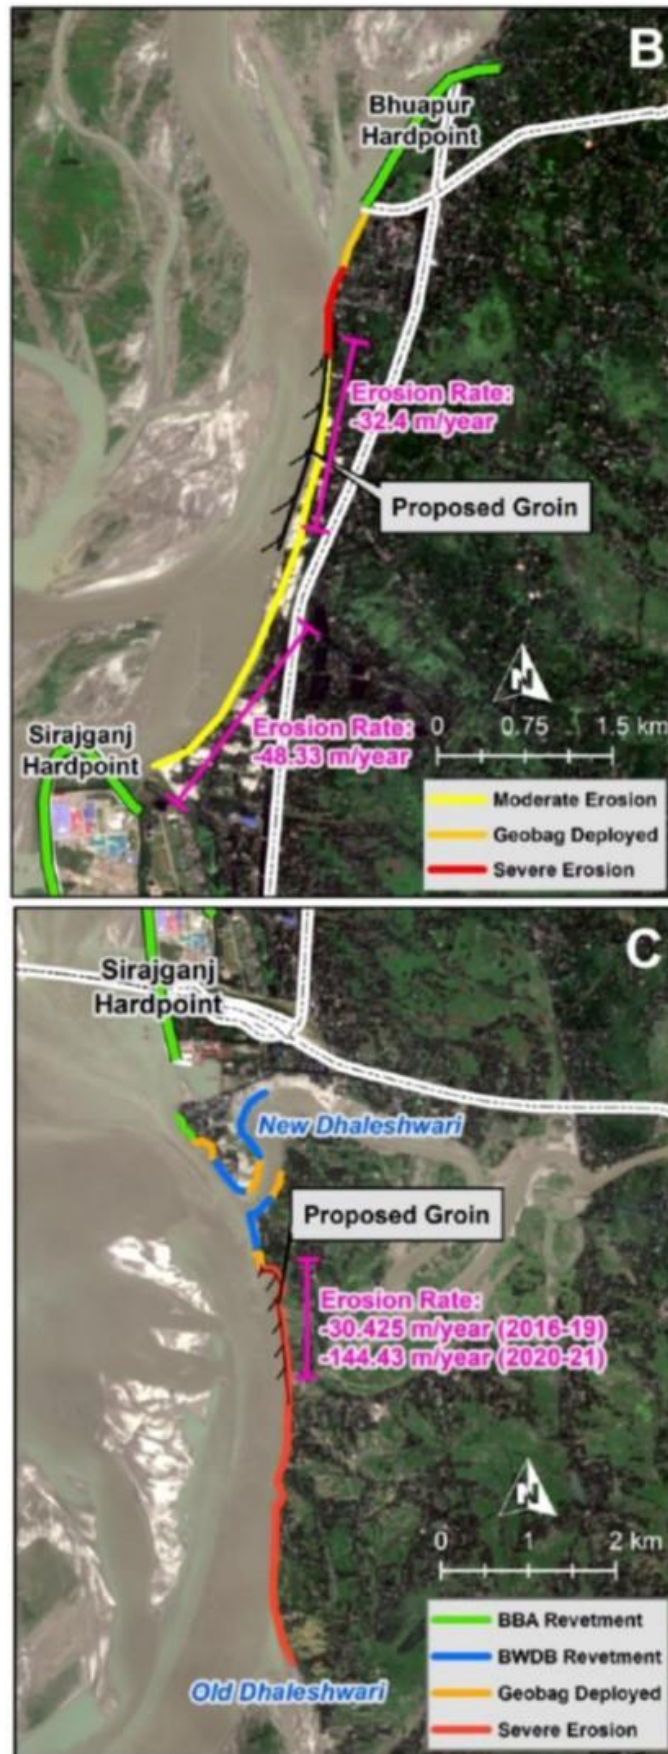 B
Bhuapur
Hardpoint
Erosion Rate:
-32.4 m/year
Proposed Groin
N
Sirajganj
Hardpoint
Erosion Rate:
-48.33 m/year
0 0.75 1.5 km
Moderate Erosion
Geobag Deployed
Severe Erosion
C
Sirajganj
Hardpoint
New Dhaleshwari
Proposed Groin
Erosion Rate:
-30.425 m/year (2016-19)
-144.43 m/year (2020-21)
N
0 1 2 km
BBA Revetment
BWDB Revetment
Geobag Deployed
Severe Erosion
Old Dhaleshwari